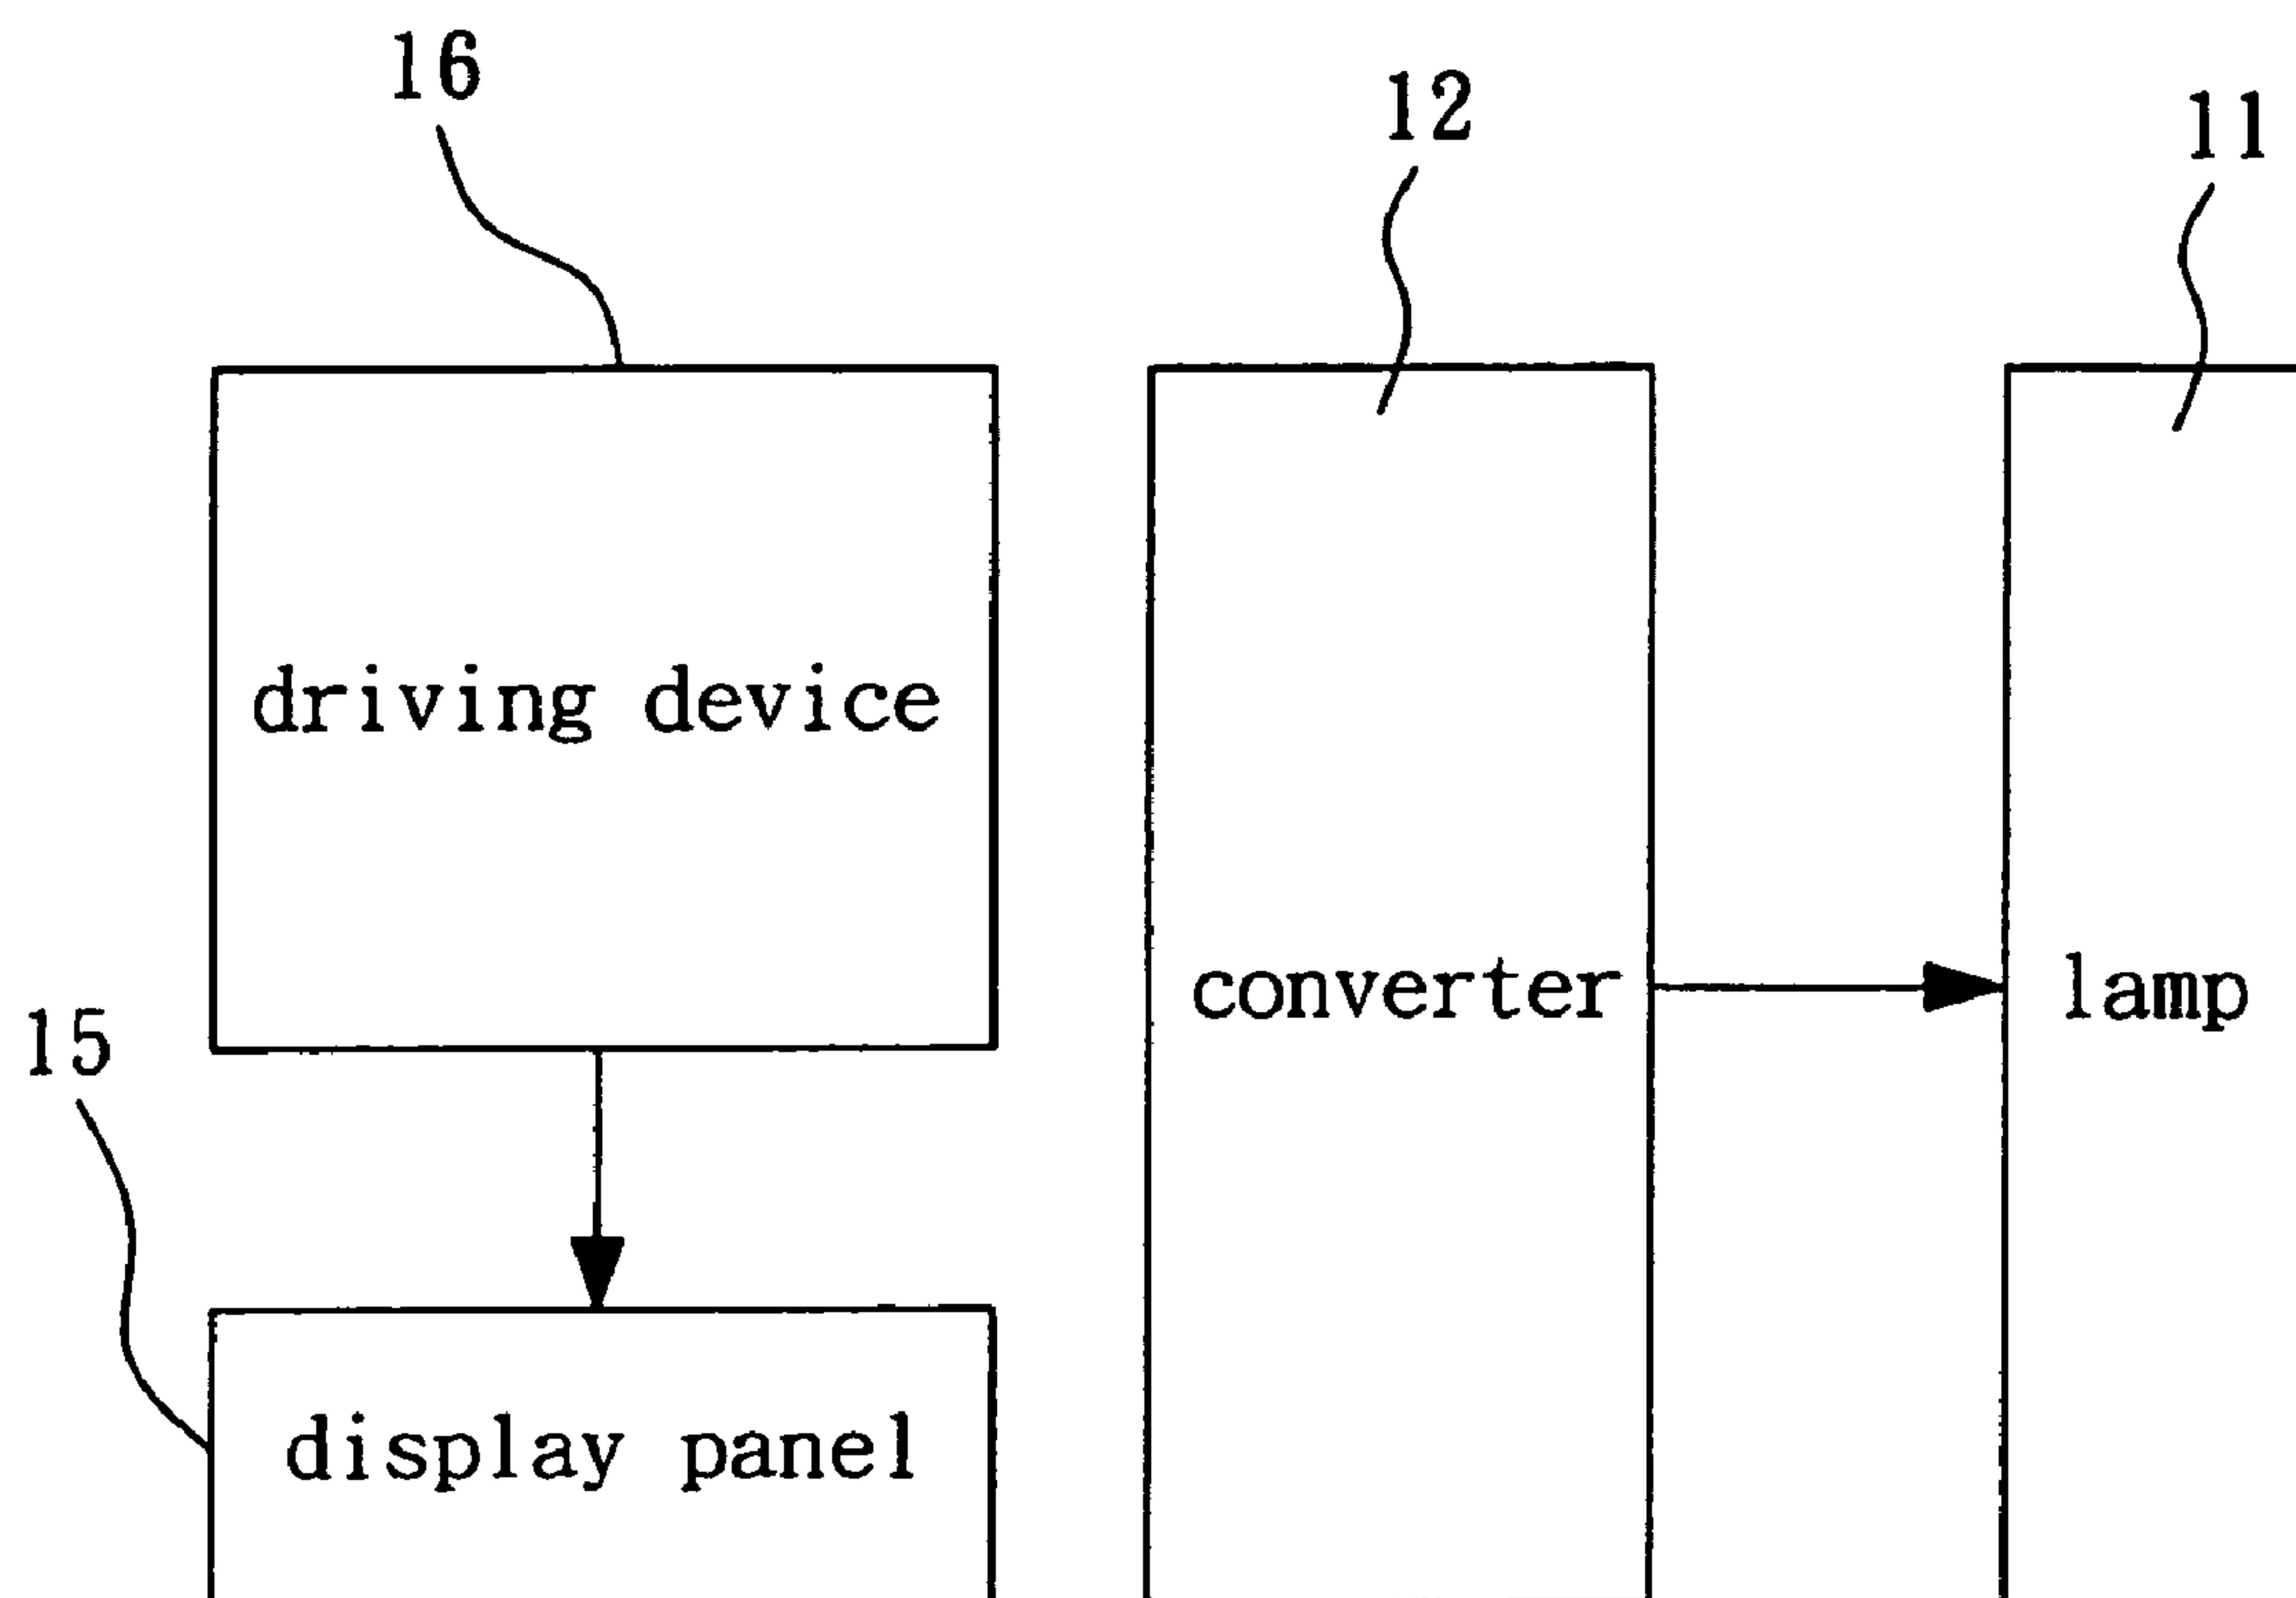 16
12
11
driving device
converter
lamp
15
display panel